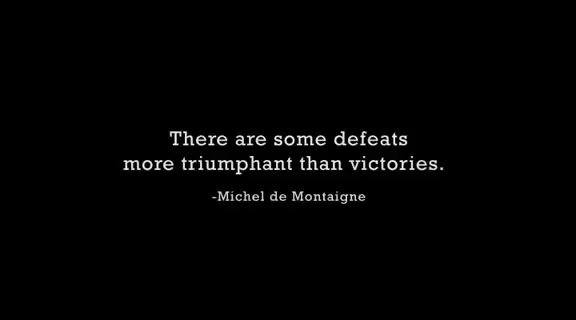 There are some defeats
more triumphant than victories.
-Michel de Montaigne